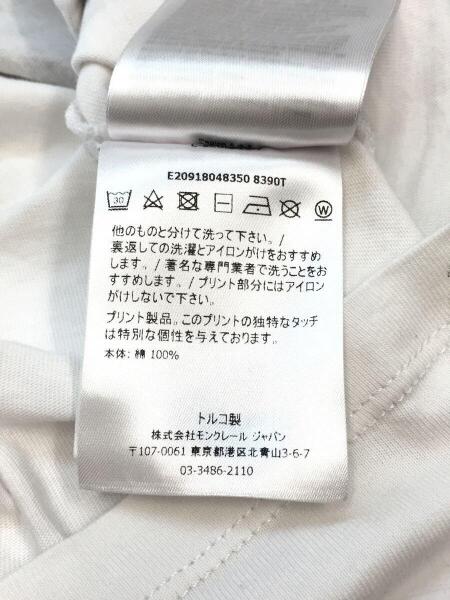 E20918048350 8390T
30
W
他のものと分けて洗って下さい。/
裏返しての洗濯とアイロンがけをおすすめ
します。/ 著名な専門業者で洗うことをお
すすめします。/ プリント部分にはアイロン
がけしないで下さい。
プリント製品。このプリントの独特なタッチ
は特別な個性を与えております。
本体: 綿 100%
トルコ製
株式会社モンクレール ジャパン
〒107-0061 東京都港区北青山3-6-7
03-3486-2110